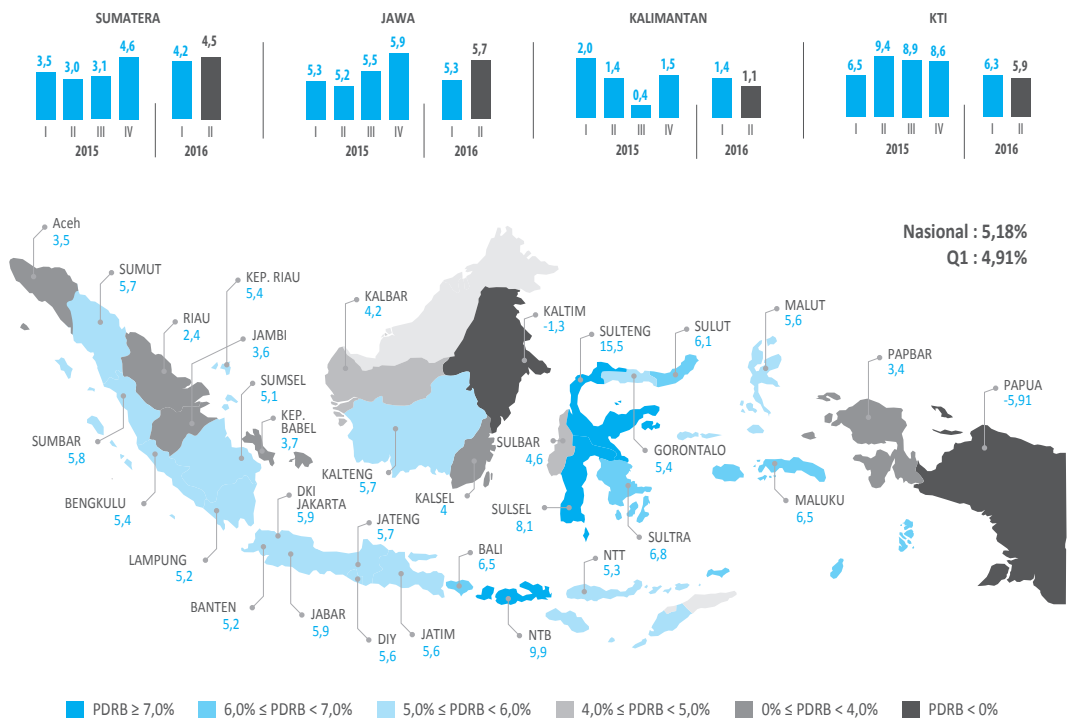 SUMATERA
3,5
3,0
3,1
4,6
4,2
4,5
I
II
III
IV
I
II
2015
2016
JAWA
5,3
5,2
5,5
5,9
5,3
5,7
I
II
III
IV
I
II
2015
2016
KALIMANTAN
2,0
1,4
0,4
1,5
1,4
1,1
I
II
III
IV
I
II
2015
2016
KTI
6,5
9,4
8,9
8,6
6,3
5,9
I
II
III
IV
I
II
2015
2016
Nasional : 5,18%
Q1 : 4,91%
Aceh
3,5
SUMUT
5,7
RIAU
2,4
KEP. RIAU
5,4
JAMBI
3,6
SUMSEL
5,1
KEP.
BABEL
3,7
SUMBAR
5,8
BENGKULU
5,4
LAMPUNG
5,2
BANTEN
5,2
DKI
JAKARTA
5,9
JABAR
5,9
JATENG
5,7
DIY
5,6
JATIM
5,6
BALI
6,5
NTB
9,9
NTT
5,3
KALBAR
4,2
KALTENG
5,7
KALSEL
4
KALTIM
-1,3
SULTENG
15,5
SULUT
6,1
SULBAR
4,6
GORONTALO
5,4
SULSEL
8,1
SULTRA
6,8
MALUT
5,6
MALUKU
6,5
PAPBAR
3,4
PAPUA
-5,91
PDRB ≥ 7,0%
6,0% ≤ PDRB < 7,0%
5,0% ≤ PDRB < 6,0%
4,0% ≤ PDRB < 5,0%
0% ≤ PDRB < 4,0%
PDRB < 0%